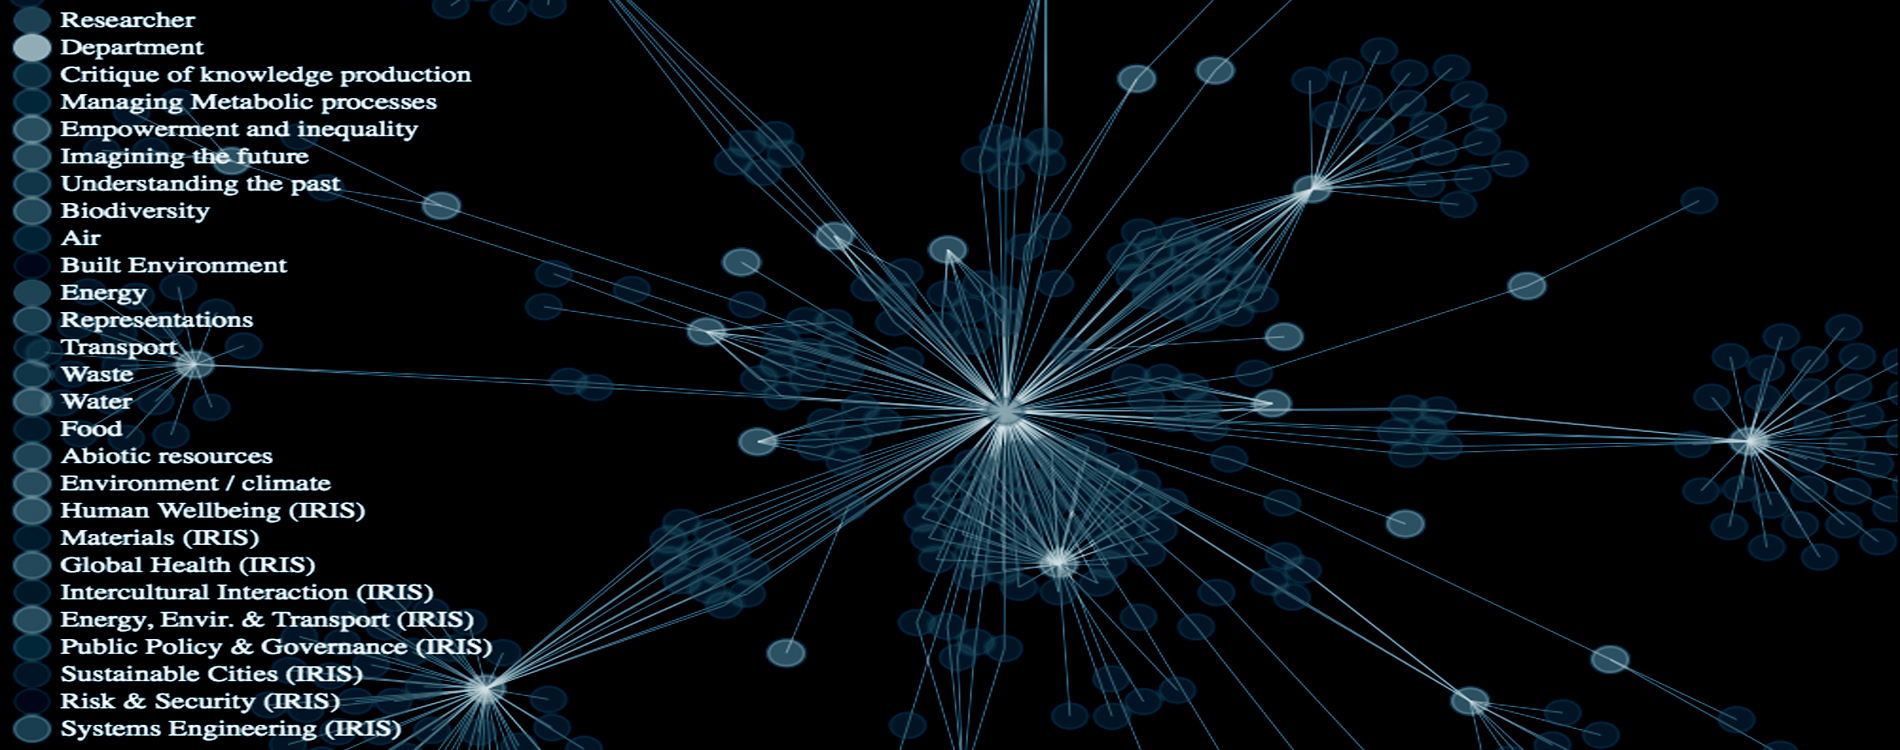 Researcher
Department
Critique of knowledge production
Managing Metabolic processes
Empowerment and inequality
Imagining the future
Understanding the past
Biodiversity
Air
Built Environment
Energy
Representations
Transport
Waste
Water
Food
Abiotic resources
Environment / climate
Human Wellbeing (IRIS)
Materials (IRIS)
Global Health (IRIS)
Intercultural Interaction (IRIS)
Energy, Envir. & Transport (IRIS)
Public Policy & Governance (IRIS)
Sustainable Cities (IRIS)
Risk & Security (IRIS)
Systems Engineering (IRIS)